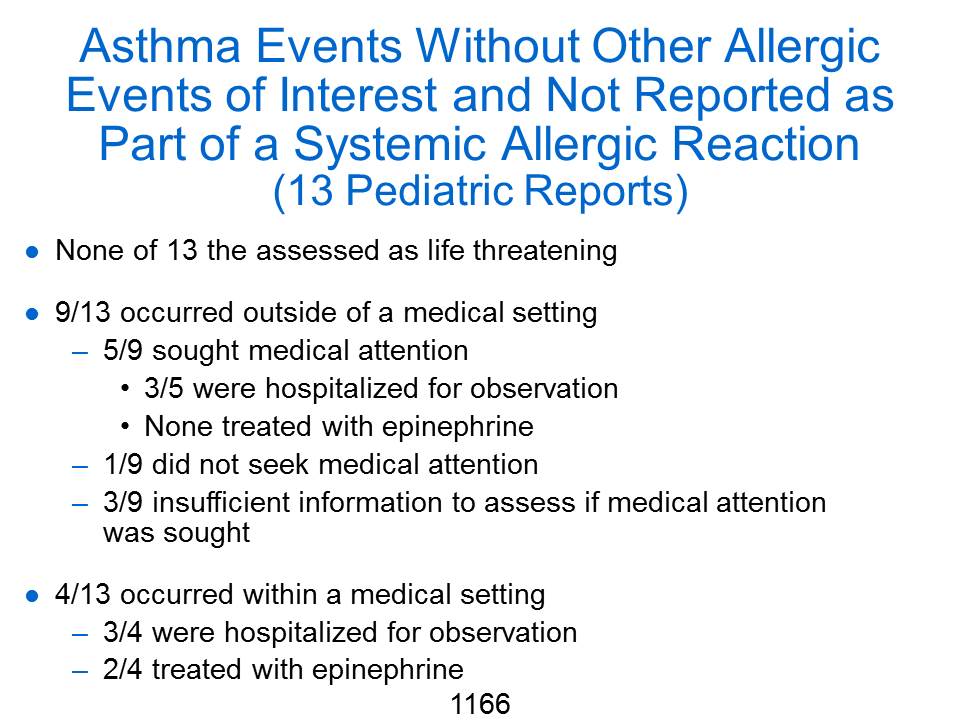 Asthma Events Without Other Allergic
Events of Interest and Not Reported as
Part of a Systemic Allergic Reaction
(13 Pediatric Reports)
● None of 13 the assessed as life threatening
● 9/13 occurred outside of a medical setting
– 5/9 sought medical attention
• 3/5 were hospitalized for observation
• None treated with epinephrine
– 1/9 did not seek medical attention
– 3/9 insufficient information to assess if medical attention
was sought
● 4/13 occurred within a medical setting
– 3/4 were hospitalized for observation
– 2/4 treated with epinephrine
1166